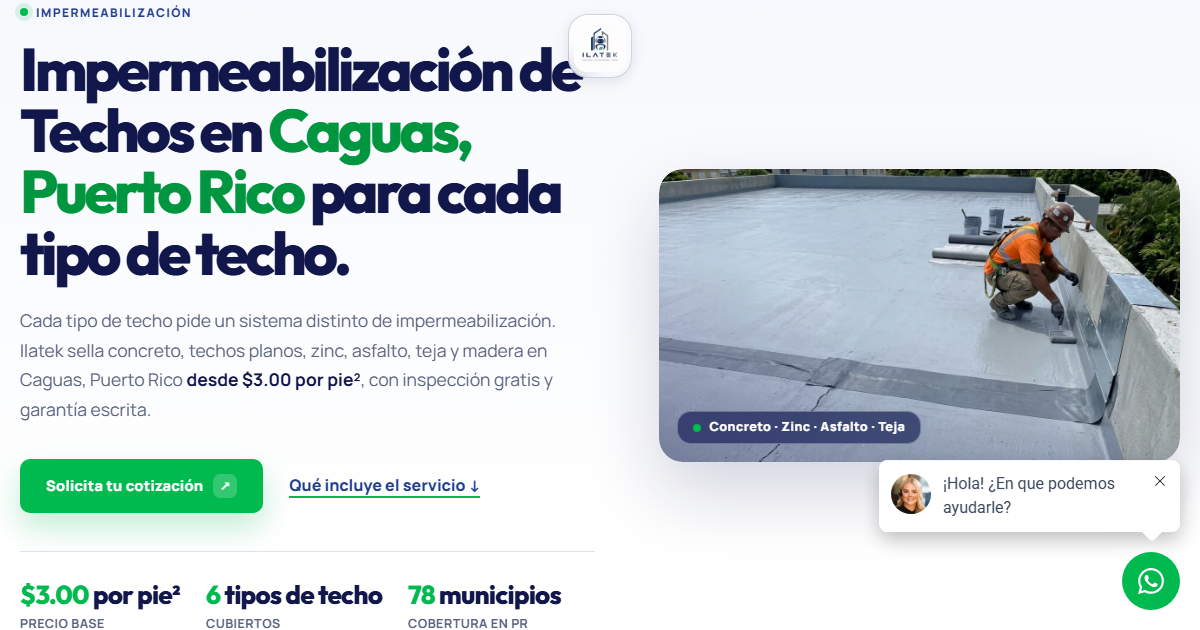 IMPERMEABILIZACIÓN
ILATEK
Impermeabilización de
Techos en Caguas,
Puerto Rico para cada
tipo de techo.
Cada tipo de techo pide un sistema distinto de impermeabilización.
Ilatek sella concreto, techos planos, zinc, asfalto, teja y madera en
Caguas, Puerto Rico desde $3.00 por pie², con inspección gratis y
garantía escrita.
Solicita tu cotización ↗
Qué incluye el servicio ↓
$3.00 por pie²
PRECIO BASE
6 tipos de techo
CUBIERTOS
78 municipios
COBERTURA EN PR
Concreto · Zinc · Asfalto · Teja
¡Hola! ¿En que podemos
ayudarle?